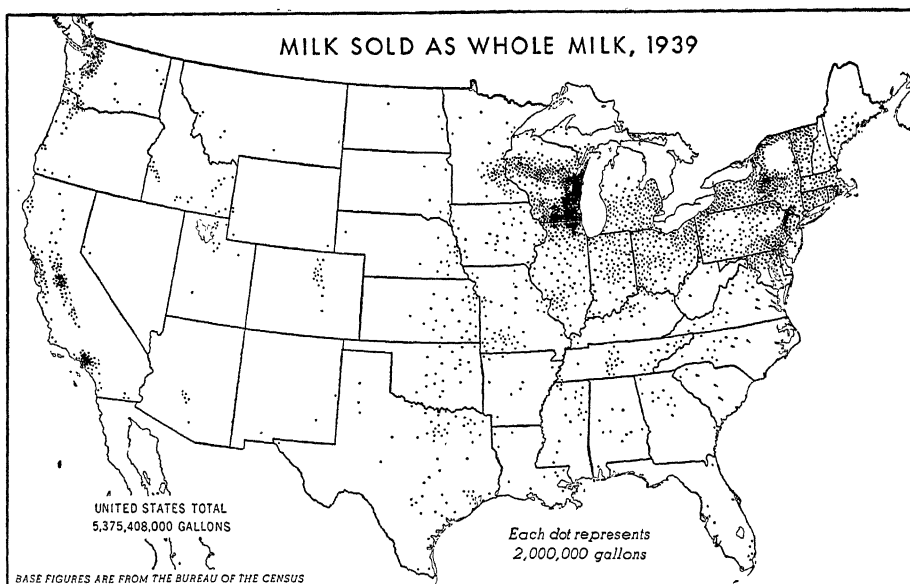 MILK SOLD AS WHOLE MILK, 1939
UNITED STATES TOTAL
5,375,408,000 GALLONS
Each dot represents
2,000,000 gallons
BASE FIGURES ARE FROM THE BUREAU OF THE CENSUS